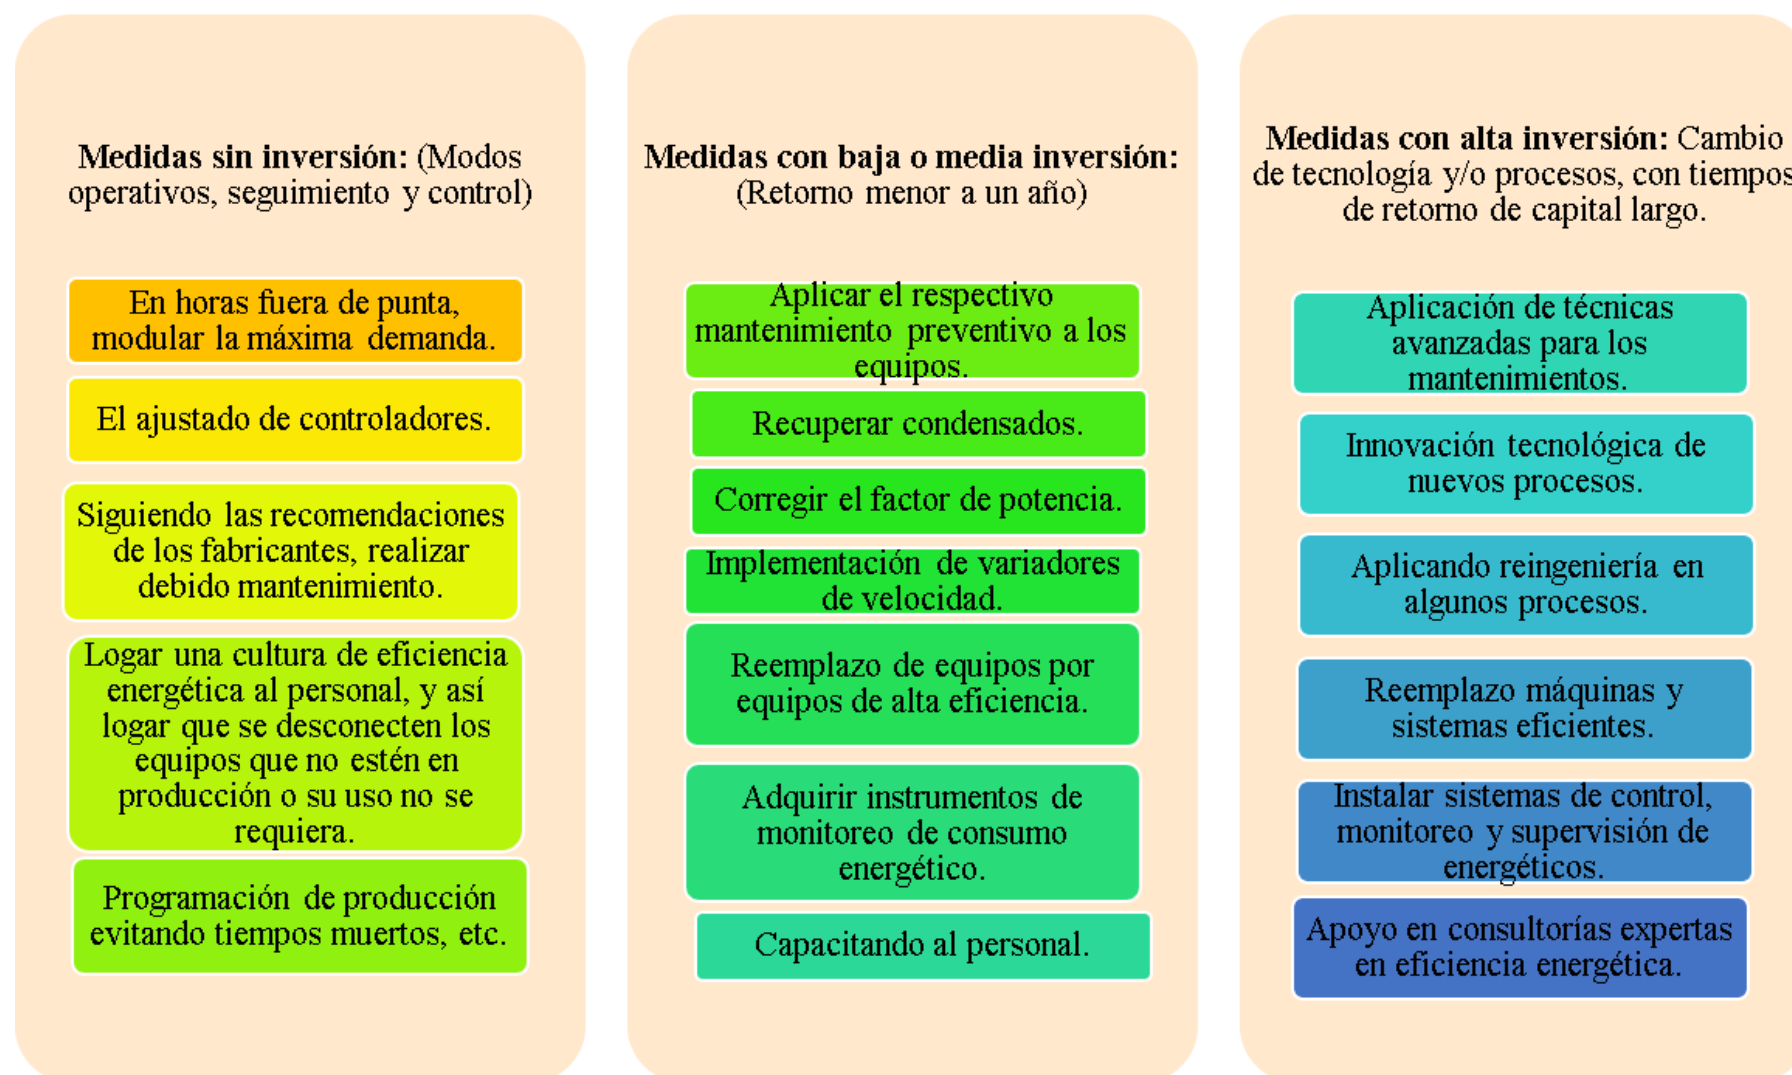 Medidas sin inversión: (Modos
operativos, seguimiento y control)
En horas fuera de punta,
modular la máxima demanda.
El ajustado de controladores.
Siguiendo las recomendaciones
de los fabricantes, realizar
debido mantenimiento.
Logar una cultura de eficiencia
energética al personal, y así
logar que se desconecten los
equipos que no estén en
producción o su uso no se
requiera.
Programación de producción
evitando tiempos muertos, etc.
Medidas con baja o media inversión:
(Retorno menor a un año)
Aplicar el respectivo
mantenimiento preventivo a los
equipos.
Recuperar condensados.
Corregir el factor de potencia.
Implementación de variadores
de velocidad.
Reemplazo de equipos por
equipos de alta eficiencia.
Adquirir instrumentos de
monitoreo de consumo
energético.
Capacitando al personal.
Medidas con alta inversión: Cambio
de tecnología y/o procesos, con tiempos
de retorno de capital largo.
Aplicación de técnicas
avanzadas para los
mantenimientos.
Innovación tecnológica de
nuevos procesos.
Aplicando reingeniería en
algunos procesos.
Reemplazo máquinas y
sistemas eficientes.
Instalar sistemas de control,
monitoreo y supervisión de
energéticos.
Apoyo en consultorías expertas
en eficiencia energética.